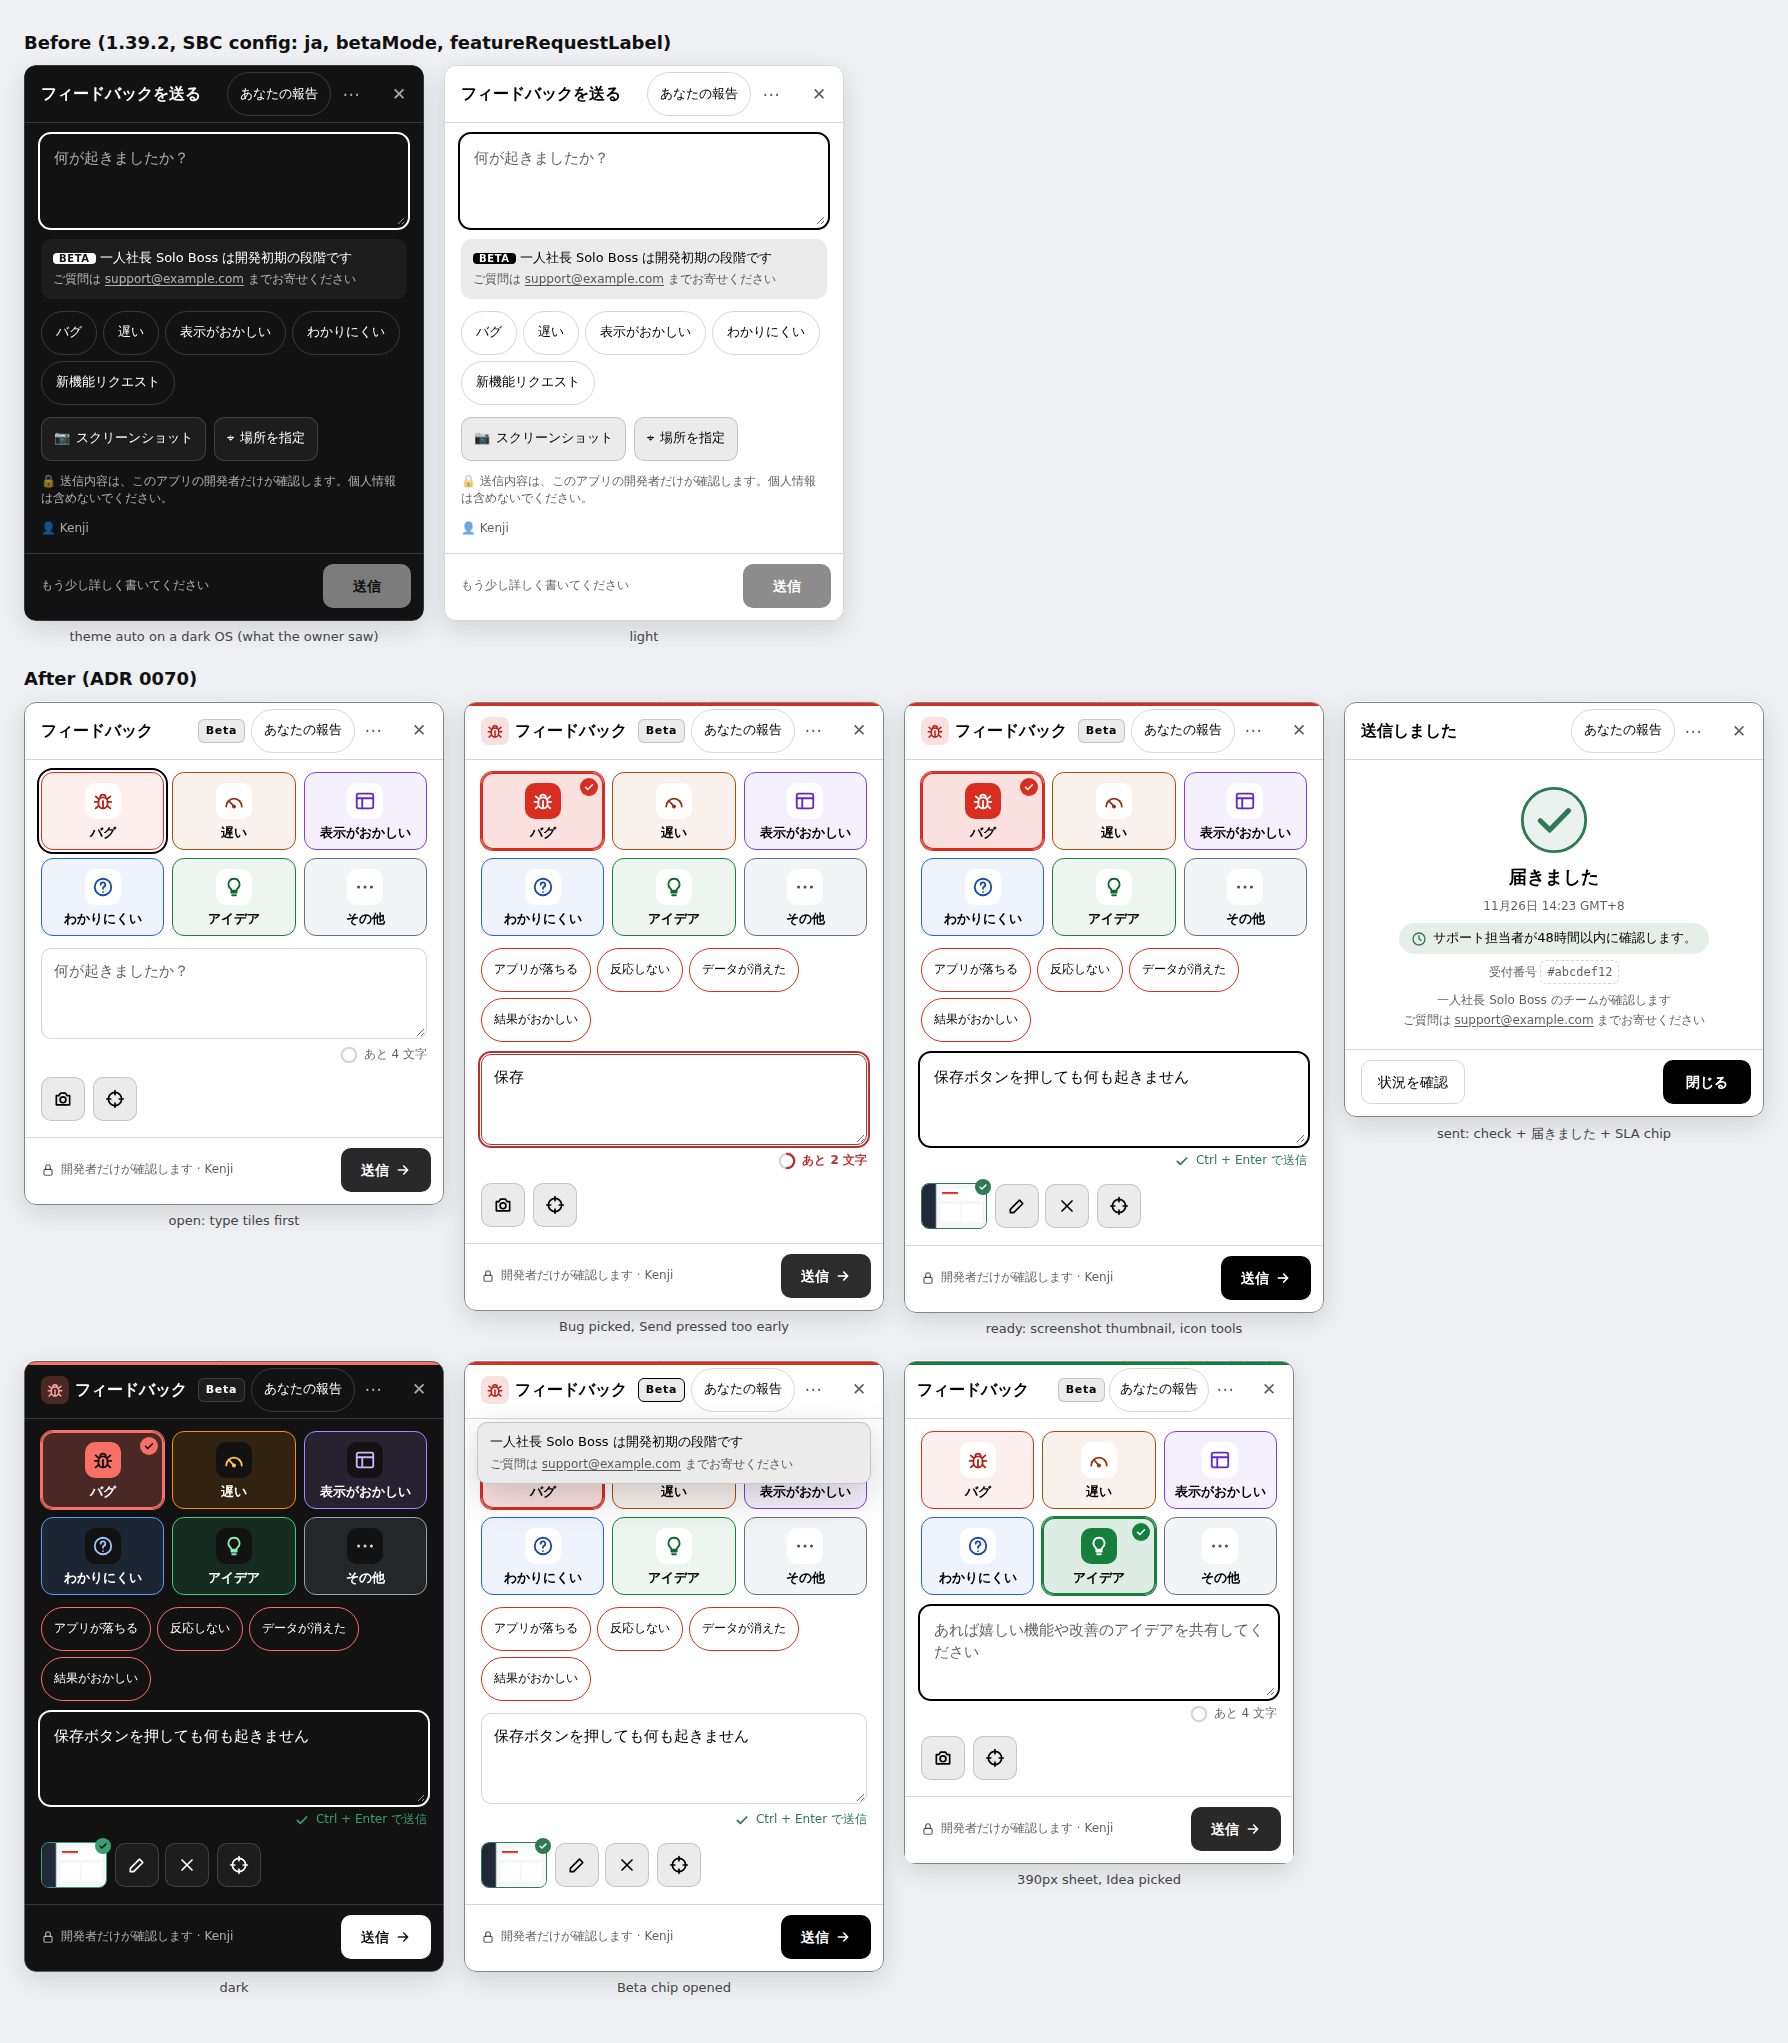 Before (1.39.2, SBC config: ja, betaMode, featureRequestLabel)
フィードバックを送る
あなたの報告
何が起きましたか？
BETA 一人社長 Solo Boss は開発初期の段階です
ご質問は support@example.com までお寄せください
バグ
遅い
表示がおかしい
わかりにくい
新機能リクエスト
スクリーンショット
場所を指定
送信内容は、このアプリの開発者だけが確認します。個人情報
は含めないでください。
Kenji
もう少し詳しく書いてください
送信
theme auto on a dark OS (what the owner saw)
フィードバックを送る
あなたの報告
何が起きましたか？
BETA 一人社長 Solo Boss は開発初期の段階です
ご質問は support@example.com までお寄せください
バグ
遅い
表示がおかしい
わかりにくい
新機能リクエスト
スクリーンショット
場所を指定
送信内容は、このアプリの開発者だけが確認します。個人情報
は含めないでください。
Kenji
もう少し詳しく書いてください
送信
light
After (ADR 0070)
フィードバック
Beta
あなたの報告
バグ
遅い
表示がおかしい
わかりにくい
アイデア
その他
何が起きましたか？
あと 4 文字
開発者だけが確認します · Kenji
送信
open: type tiles first
フィードバック
Beta
あなたの報告
バグ
遅い
表示がおかしい
わかりにくい
アイデア
その他
アプリが落ちる
反応しない
データが消えた
結果がおかしい
保存
あと 2 文字
開発者だけが確認します · Kenji
送信
Bug picked, Send pressed too early
フィードバック
Beta
あなたの報告
バグ
遅い
表示がおかしい
わかりにくい
アイデア
その他
アプリが落ちる
反応しない
データが消えた
結果がおかしい
保存ボタンを押しても何も起きません
Ctrl + Enter で送信
開発者だけが確認します · Kenji
送信
ready: screenshot thumbnail, icon tools
送信しました
あなたの報告
届きました
11月26日 14:23 GMT+8
サポート担当者が48時間以内に確認します。
受付番号 #abcdef12
一人社長 Solo Boss のチームが確認します
ご質問は support@example.com までお寄せください
状況を確認
閉じる
sent: check + 届きました + SLA chip
フィードバック
Beta
あなたの報告
バグ
遅い
表示がおかしい
わかりにくい
アイデア
その他
アプリが落ちる
反応しない
データが消えた
結果がおかしい
保存ボタンを押しても何も起きません
Ctrl + Enter で送信
開発者だけが確認します · Kenji
送信
dark
フィードバック
Beta
あなたの報告
一人社長 Solo Boss は開発初期の段階です
ご質問は support@example.com までお寄せください
バグ
遅い
表示がおかしい
わかりにくい
アイデア
その他
アプリが落ちる
反応しない
データが消えた
結果がおかしい
保存ボタンを押しても何も起きません
Ctrl + Enter で送信
開発者だけが確認します · Kenji
送信
Beta chip opened
フィードバック
Beta
あなたの報告
バグ
遅い
表示がおかしい
わかりにくい
アイデア
その他
あれば嬉しい機能や改善のアイデアを共有してく
ださい
あと 4 文字
開発者だけが確認します · Kenji
送信
390px sheet, Idea picked